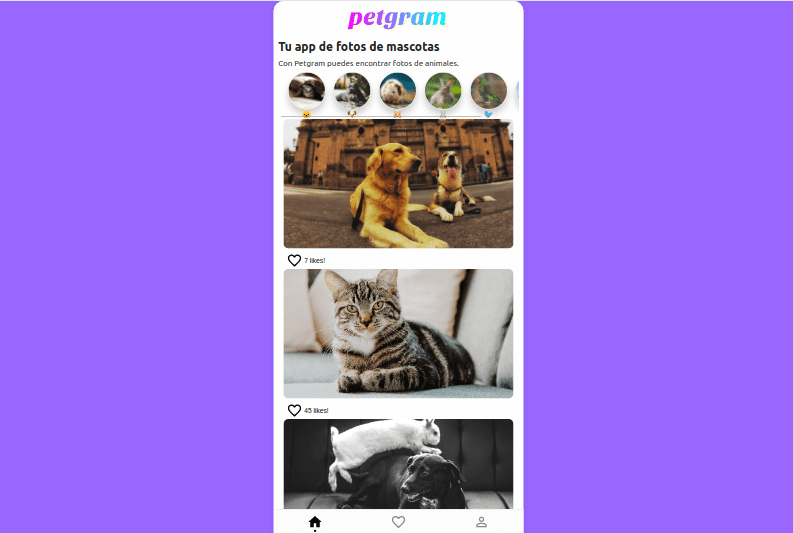 petgram
Tu app de fotos de mascotas
Con Petgram puedes encontrar fotos de animales.
7 likes!
45 likes!